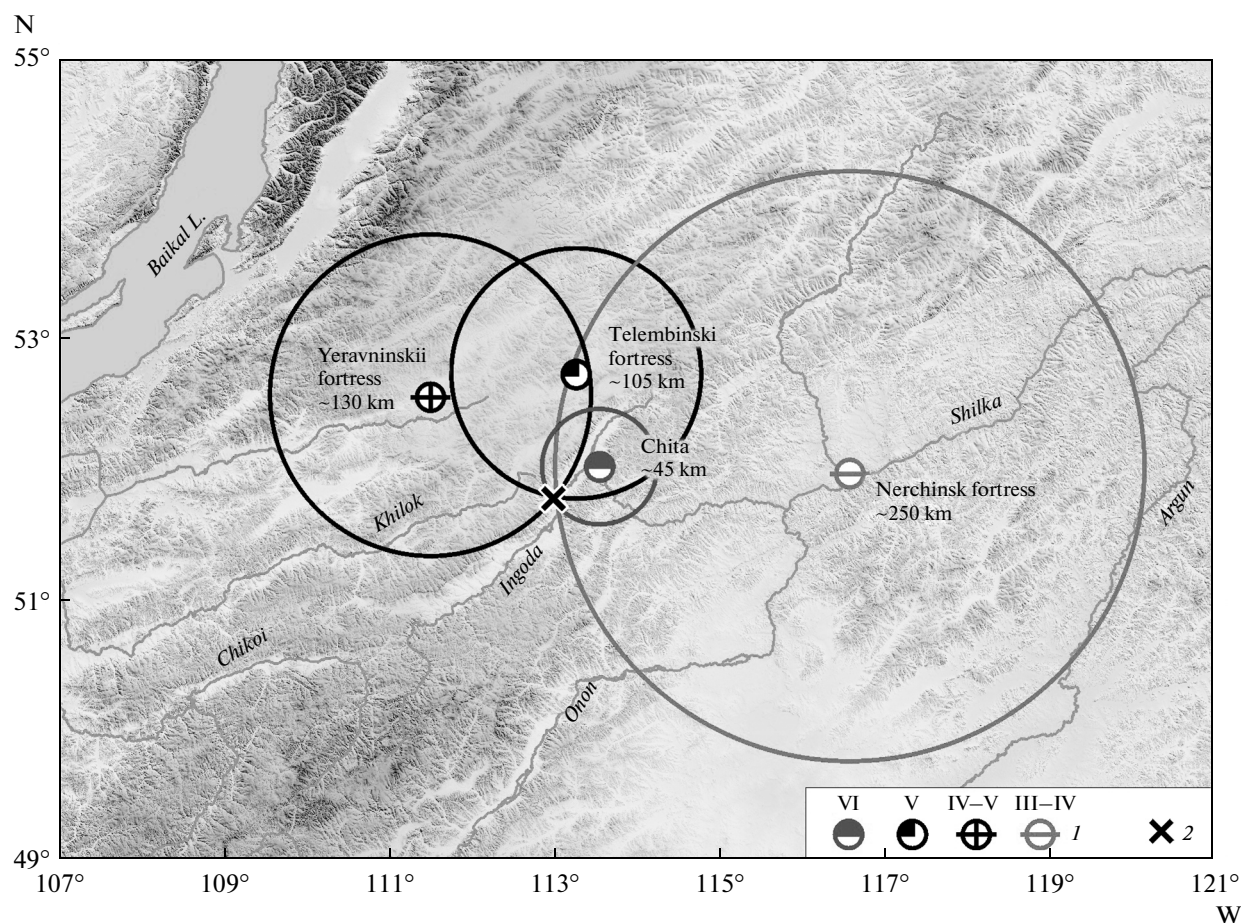 N
55°
53°
51°
49°
107°
109°
111°
113°
115°
117°
119°
121°
W
Baikal L.
Yeravninskii
fortress
~130 km
Telembinski
fortress
~105 km
Chita
~45 km
Nerchinsk fortress
~250 km
Shilka
Argun
Khilok
Ingoda
Chikoi
Onon
VI V IV–V III–IV
1 2